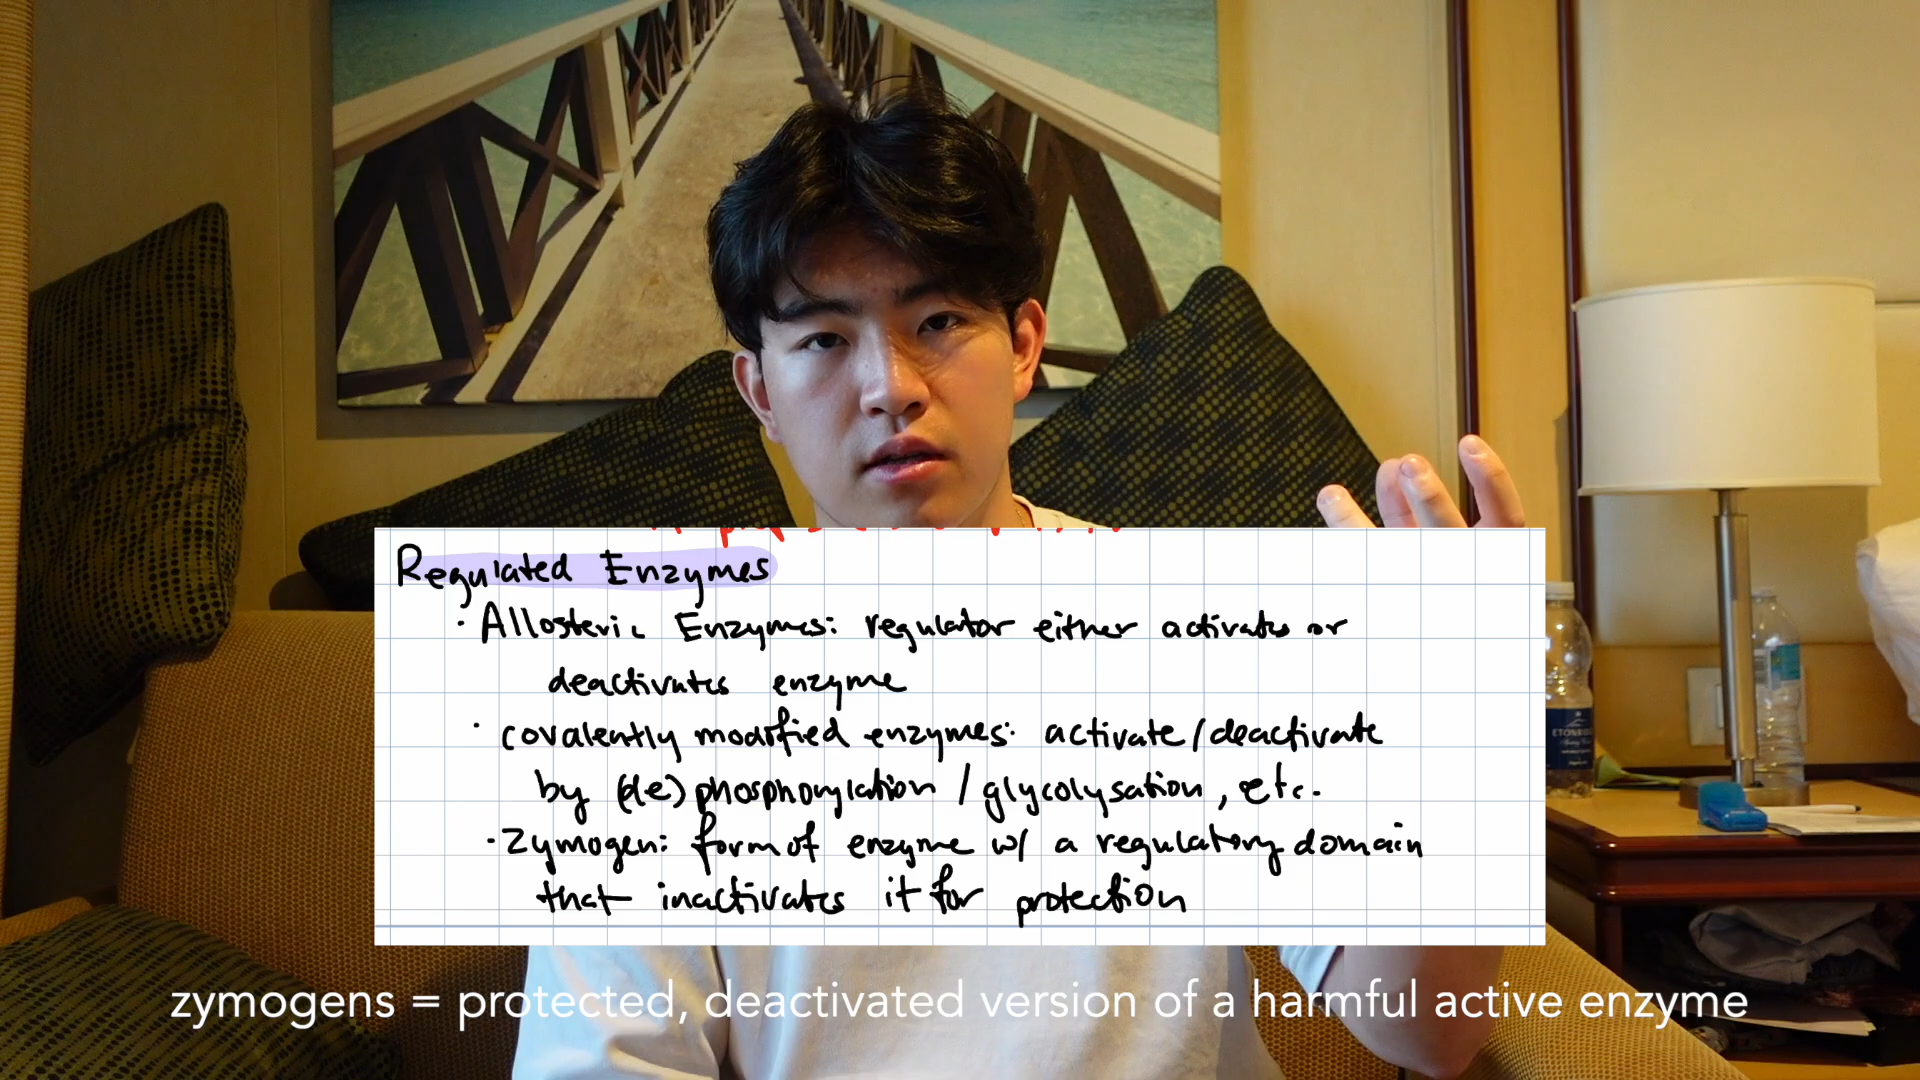 Regulated Enzymes
· Allosteric Enzymes: regulator either activates or
deactivates enzyme
· covalently modified enzymes: activate/deactivate
by (de)phosphorylation / glycolysation, etc.
· Zymogen: form of enzyme w/ a regulatory domain
that inactivates it for protection
zymogens = protected, deactivated version of a harmful active enzyme